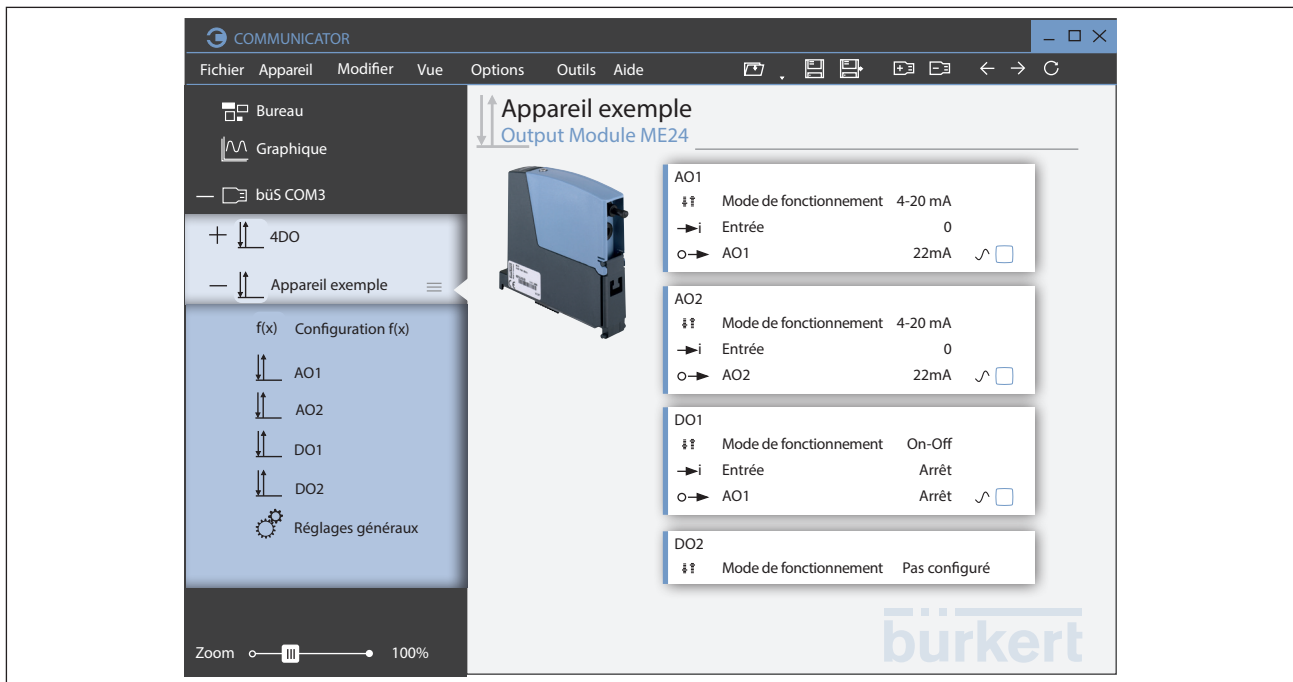 COMMUNICATOR
Fichier Appareil Modifier Vue Options Outils Aide
Bureau
Graphique
büS COM3
4DO
Appareil exemple
f(x) Configuration f(x)
AO1
AO2
DO1
DO2
Réglages généraux
Zoom 100%
Appareil exemple
Output Module ME24
AO1
Mode de fonctionnement 4-20 mA
Entrée 0
AO1 22mA
AO2
Mode de fonctionnement 4-20 mA
Entrée 0
AO2 22mA
DO1
Mode de fonctionnement On-Off
Entrée Arrêt
AO1 Arrêt
DO2
Mode de fonctionnement Pas configuré
bürkert